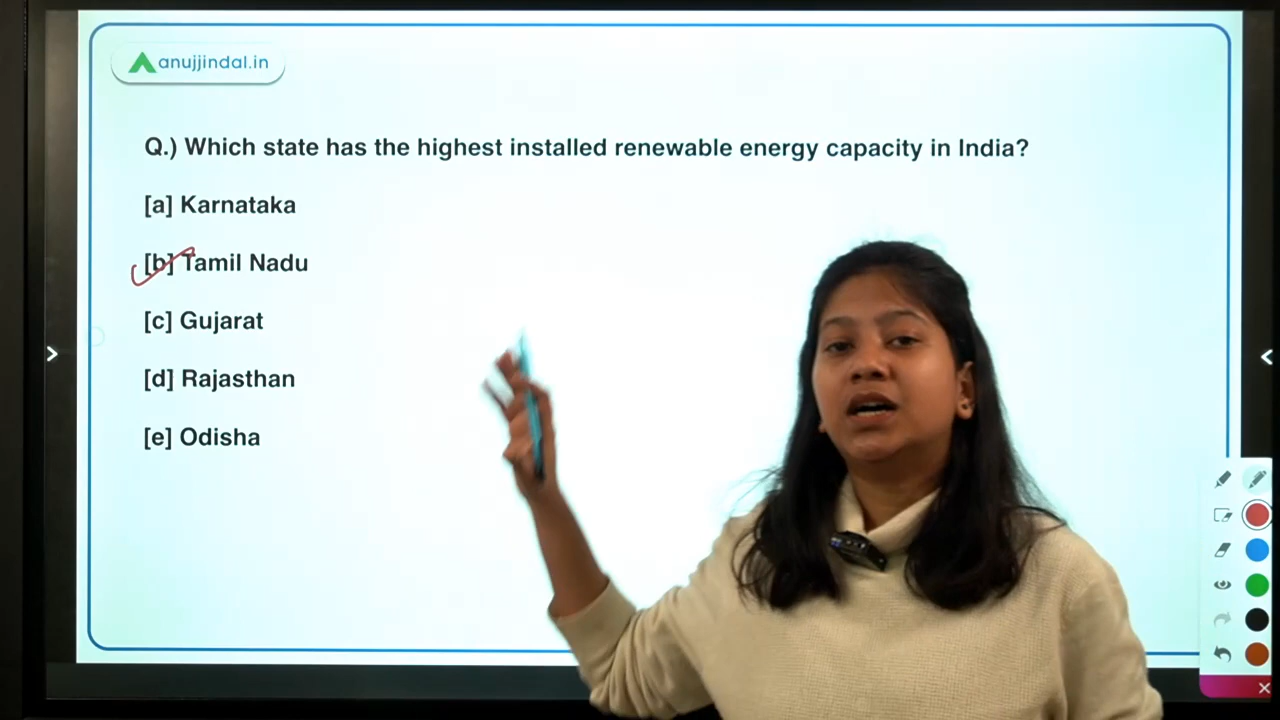 anujjindal.in
Q.) Which state has the highest installed renewable energy capacity in India?
[a] Karnataka
[b] Tamil Nadu
[c] Gujarat
[d] Rajasthan
[e] Odisha